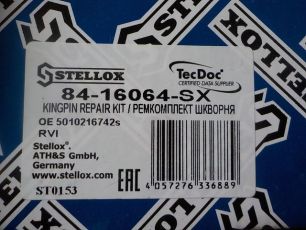 STELLOX
TecDoc
CERTIFIED DATA SUPPLIER
84-16064-SX
KINGPIN REPAIR KIT / РЕМКОМПЛЕКТ ШКВОРНЯ
OE 5010216742s
RVI
Stellox®.
ATH&S GmbH,
Germany
www.stellox.com
EAC
4 057276 336889
ST0153
STELLOX